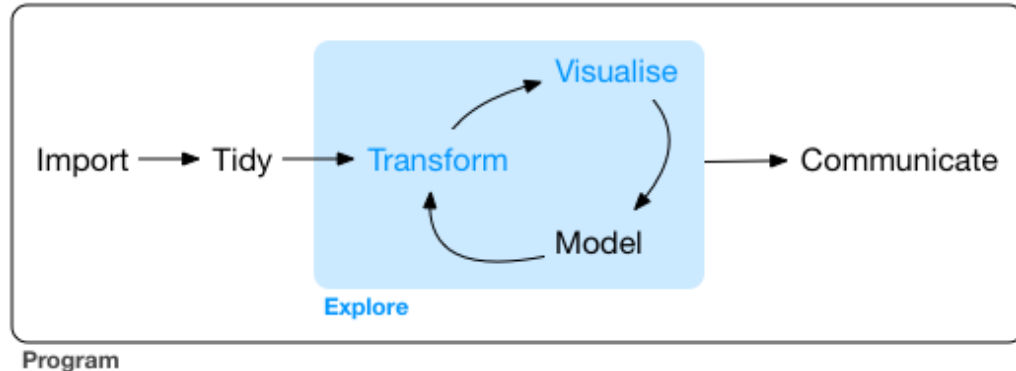 Visualise
Import Tidy Transform Communicate
Model
Explore
Program